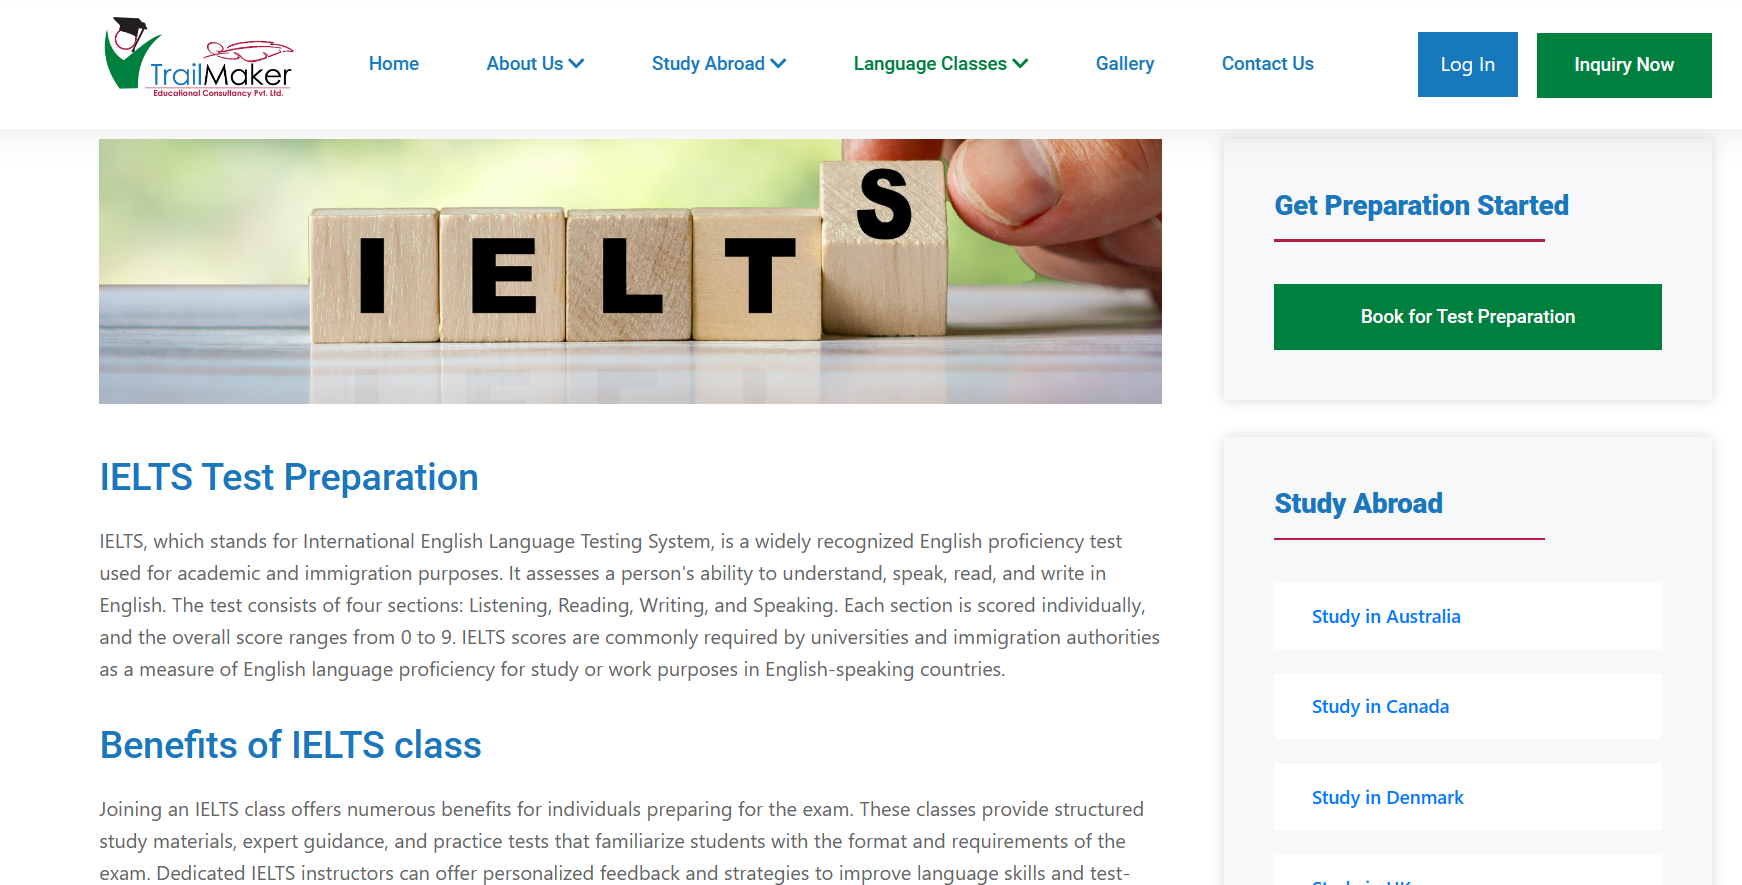 TrailMaker
Educational Consultancy Pvt. Ltd.
Home
About Us
Study Abroad
Language Classes
Gallery
Contact Us
Log In
Inquiry Now
IELTS
IELTS Test Preparation
IELTS, which stands for International English Language Testing System, is a widely recognized English proficiency test
used for academic and immigration purposes. It assesses a person's ability to understand, speak, read, and write in
English. The test consists of four sections: Listening, Reading, Writing, and Speaking. Each section is scored individually,
and the overall score ranges from 0 to 9. IELTS scores are commonly required by universities and immigration authorities
as a measure of English language proficiency for study or work purposes in English-speaking countries.
Benefits of IELTS class
Joining an IELTS class offers numerous benefits for individuals preparing for the exam. These classes provide structured
study materials, expert guidance, and practice tests that familiarize students with the format and requirements of the
exam. Dedicated IELTS instructors can offer personalized feedback and strategies to improve language skills and test-
Get Preparation Started
Book for Test Preparation
Study Abroad
Study in Australia
Study in Canada
Study in Denmark